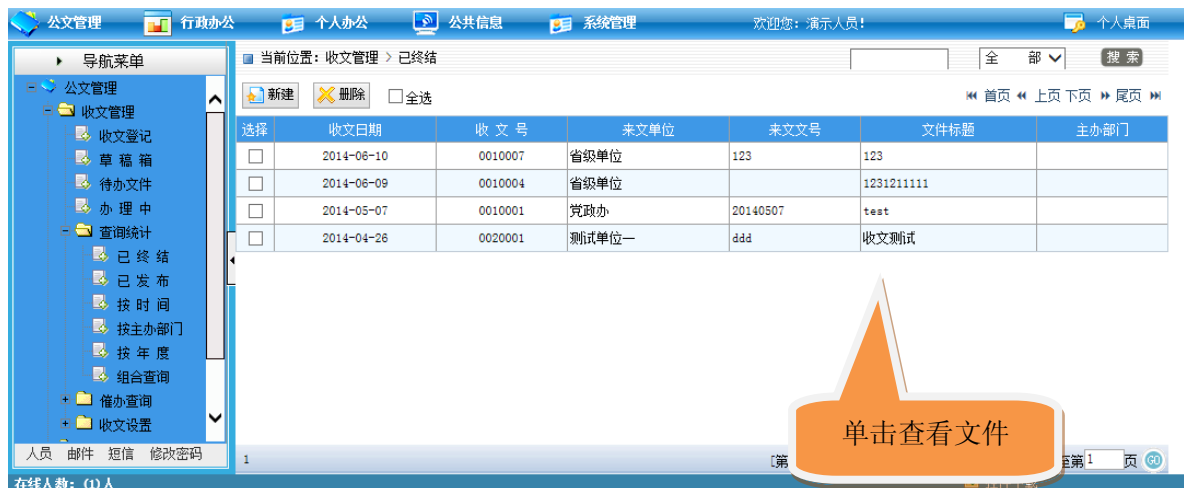 公文管理 行政办公 个人办公 公共信息 系统管理 欢迎您：演示人员！ 个人桌面
导航菜单
当前位置：收文管理 > 已终结 全 部 搜 索
新建 删除 全选 首页 上页 下页 尾页
公文管理
收文管理
收文登记
草 稿 箱
待办文件
办 理 中
查询统计
已 终 结
已 发 布
按 时 间
按主办部门
按 年 度
组合查询
催办查询
收文设置
选择 收文日期 收 文 号 来文单位 来文文号 文件标题 主办部门
2014-06-10 0010007 省级单位 123 123
2014-06-09 0010004 省级单位 1231211111
2014-05-07 0010001 党政办 20140507 test
2014-04-26 0020001 测试单位一 ddd 收文测试
单击查看文件
人员 邮件 短信 修改密码
1 [第 至第 1 页 GO
在线人数：(1)人